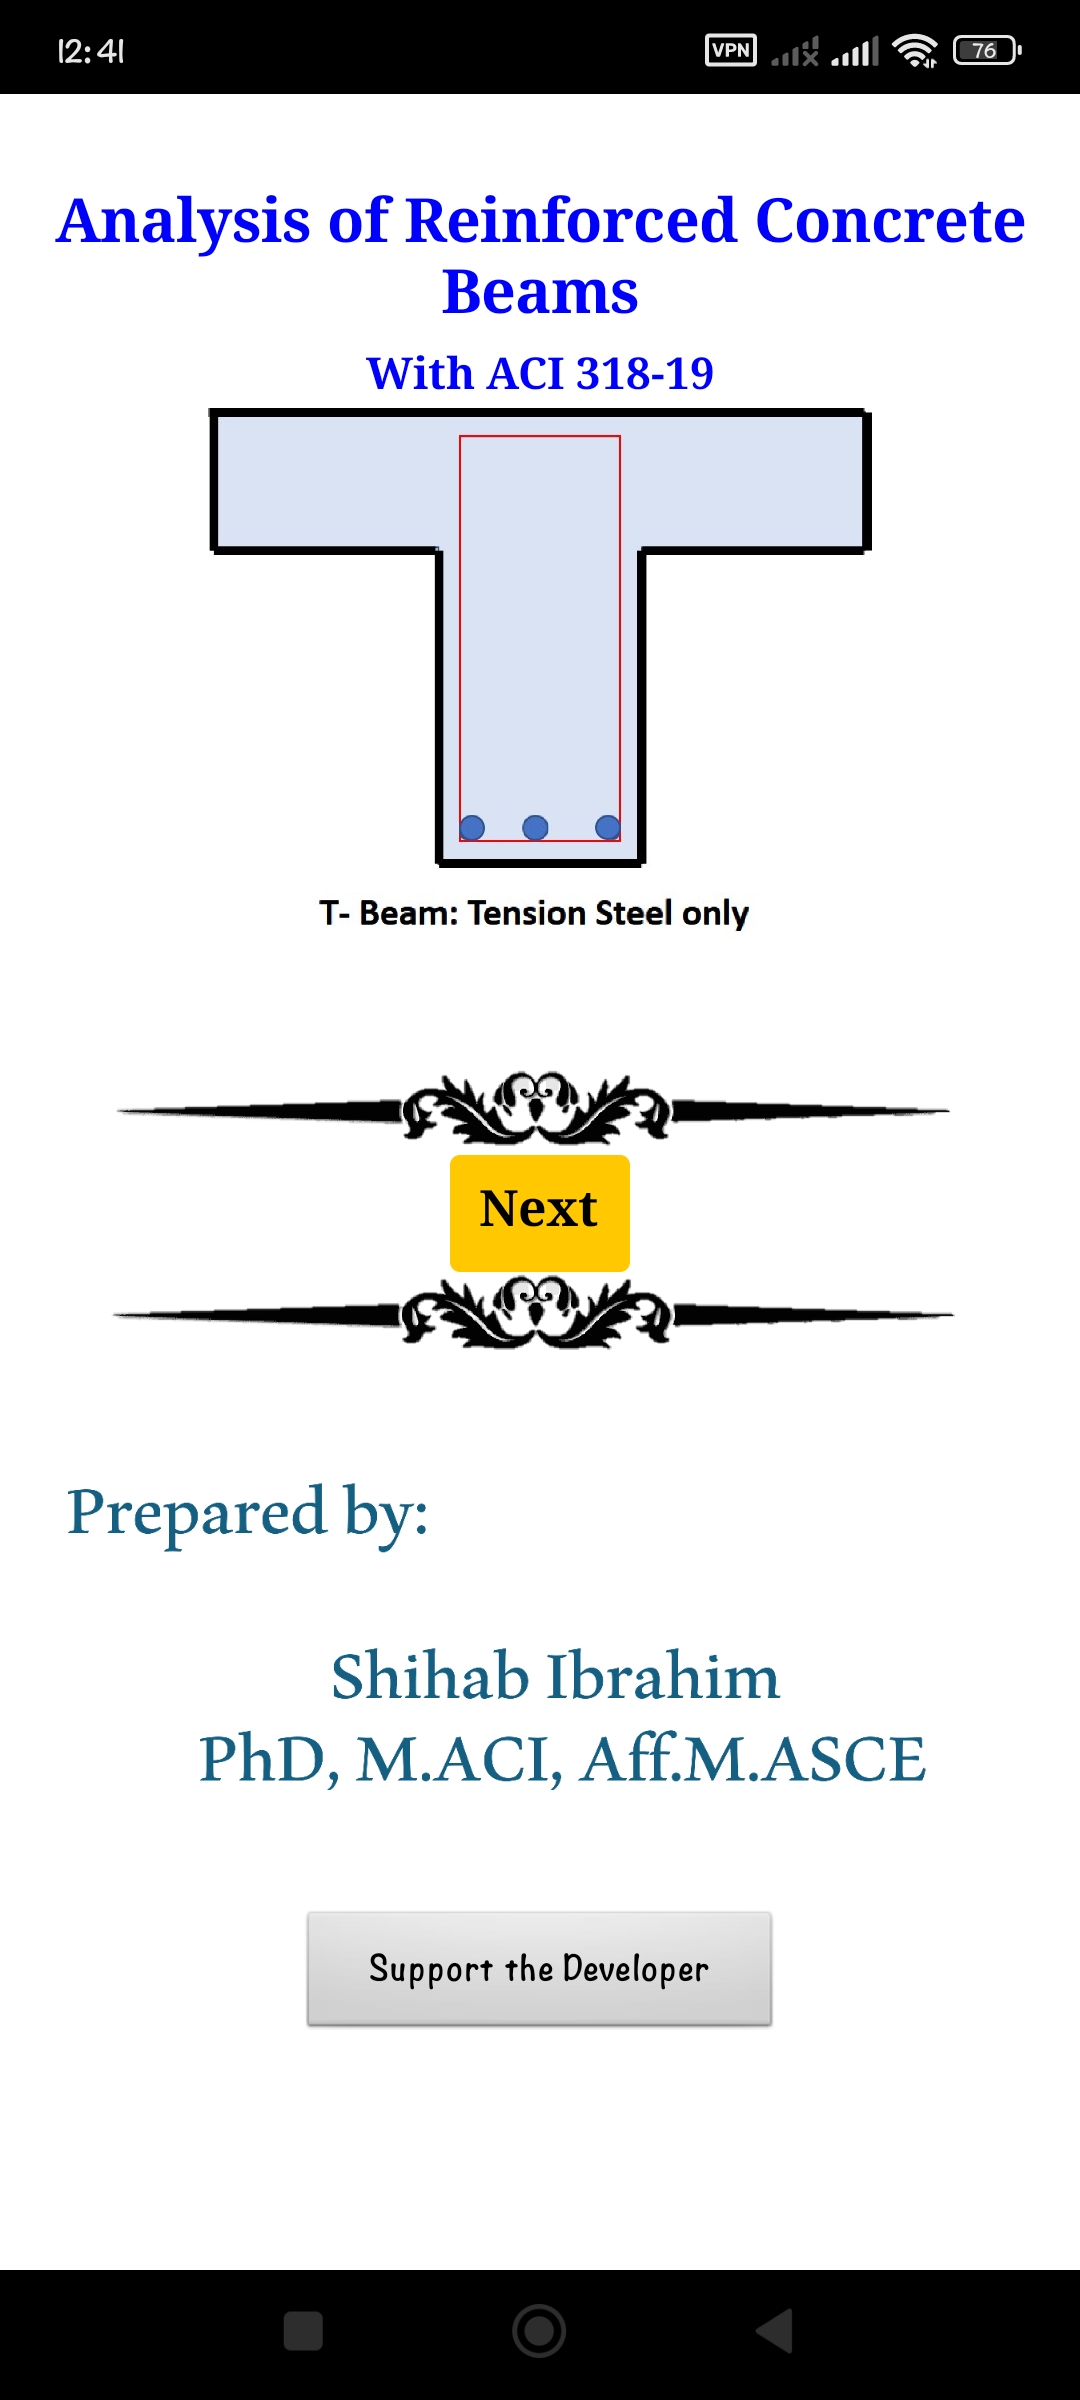 12:41
VPN
76
Analysis of Reinforced Concrete
Beams
With ACI 318-19
T- Beam: Tension Steel only
Next
Prepared by:
Shihab Ibrahim
PhD, M.ACI, Aff.M.ASCE
Support the Developer